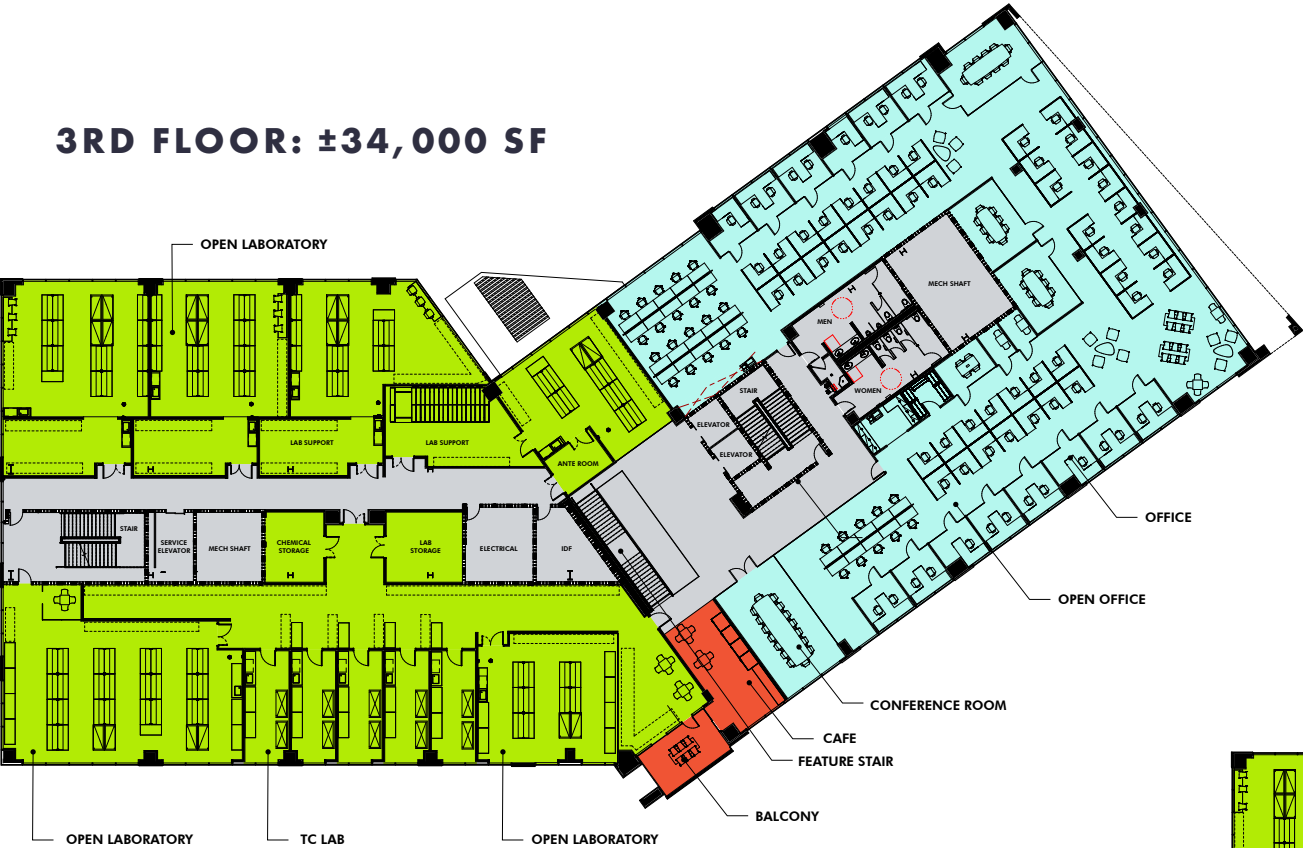 3RD FLOOR: ±34,000 SF
OPEN LABORATORY
MECH SHAFT
MEN
WOMEN
STAIR
ELEVATOR
ELEVATOR
LAB SUPPORT
LAB SUPPORT
ANTE ROOM
H
H
H
H
H
H
STAIR
SERVICE
ELEVATOR
MECH SHAFT
CHEMICAL
STORAGE
LAB
STORAGE
ELECTRICAL
IDF
H
H
H
OFFICE
OPEN OFFICE
CONFERENCE ROOM
CAFE
FEATURE STAIR
BALCONY
OPEN LABORATORY
TC LAB
OPEN LABORATORY